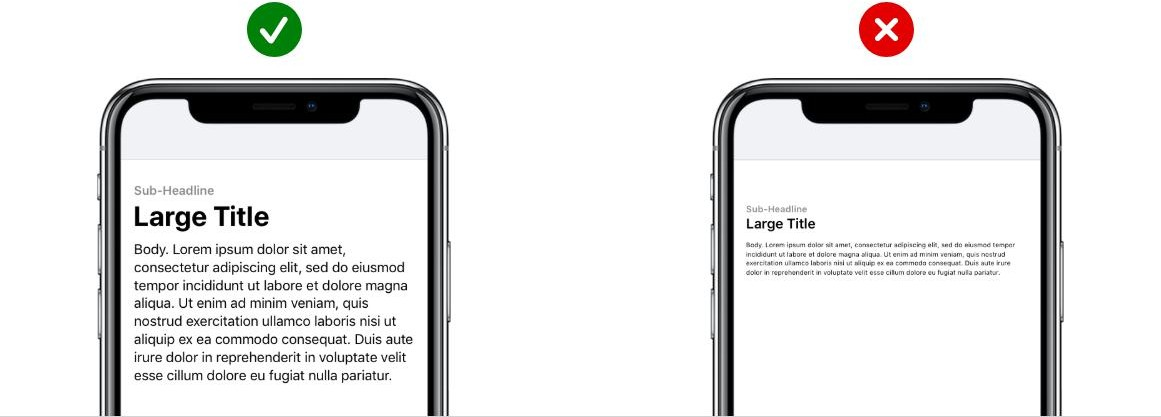 Sub-Headline
Large Title
Body. Lorem ipsum dolor sit amet,
consectetur adipiscing elit, sed do eiusmod
tempor incididunt ut labore et dolore magna
aliqua. Ut enim ad minim veniam, quis
nostrud exercitation ullamco laboris nisi ut
aliquip ex ea commodo consequat. Duis aute
irure dolor in reprehenderit in voluptate velit
esse cillum dolore eu fugiat nulla pariatur.
Sub-Headline
Large Title
Body. Lorem ipsum dolor sit amet, consectetur adipiscing elit, sed do eiusmod tempor
incididunt ut labore et dolore magna aliqua. Ut enim ad minim veniam, quis nostrud
exercitation ullamco laboris nisi ut aliquip ex ea commodo consequat. Duis aute irure
dolor in reprehenderit in voluptate velit esse cillum dolore eu fugiat nulla pariatur.